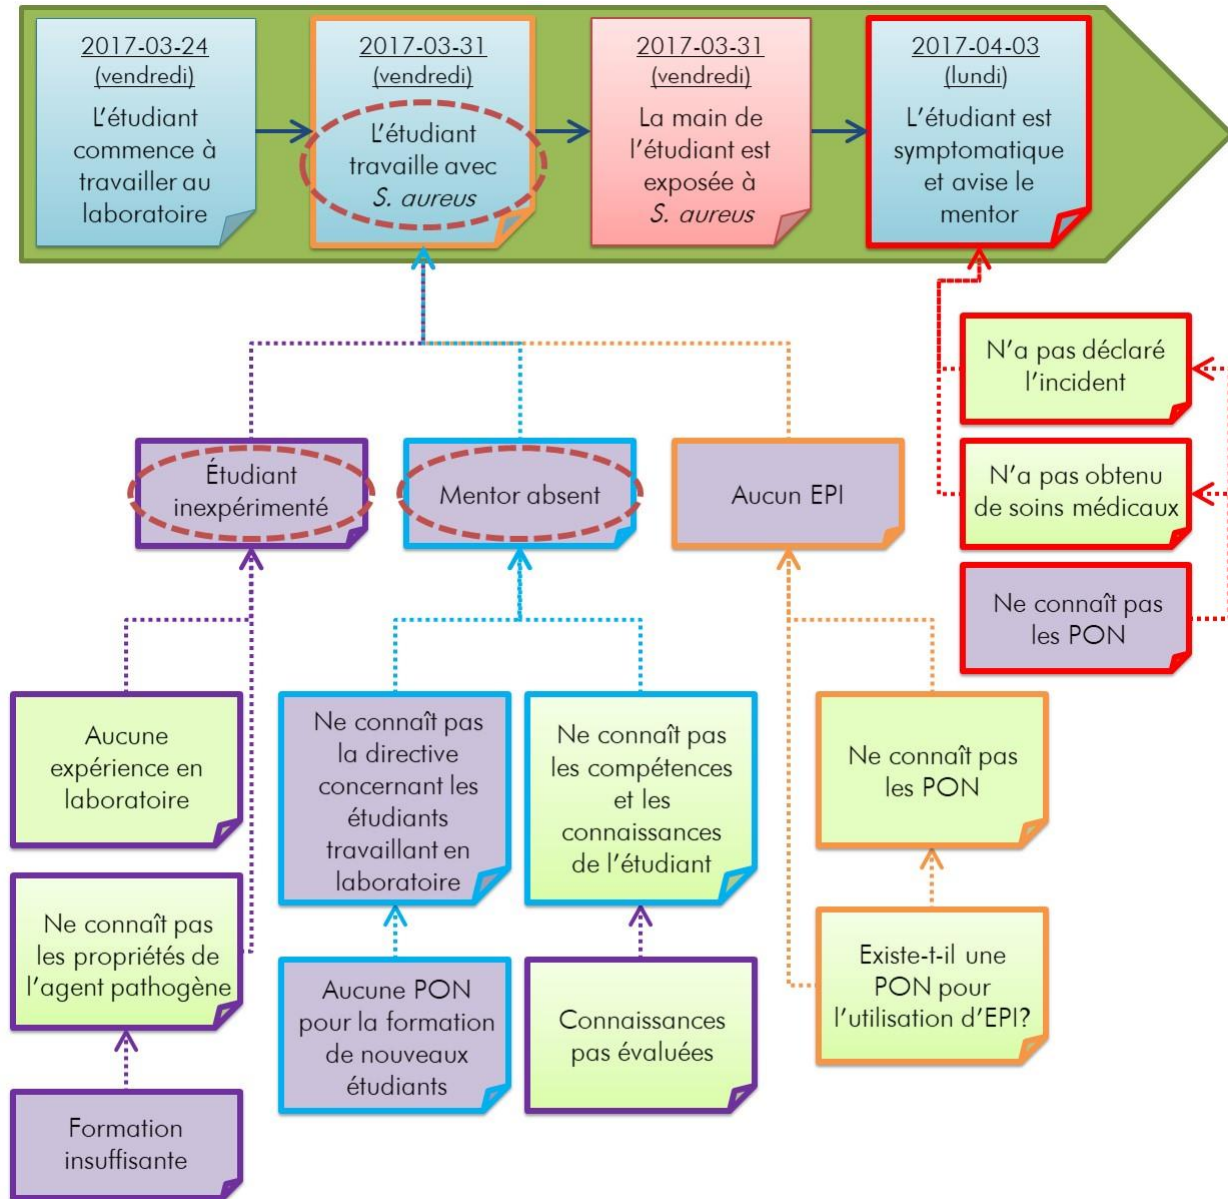 2017-03-24
(vendredi)
L'étudiant
commence à
travailler au
laboratoire
2017-03-31
(vendredi)
L'étudiant
travaille avec
S. aureus
2017-03-31
(vendredi)
La main de
l'étudiant est
exposée à
S. aureus
2017-04-03
(lundi)
L'étudiant est
symptomatique
et avise le
mentor
N'a pas déclaré
l'incident
N'a pas obtenu
de soins médicaux
Ne connaît pas
les PON
Étudiant
inexpérimenté
Mentor absent
Aucun EPI
Aucune
expérience en
laboratoire
Ne connaît pas
la directive
concernant les
étudiants
travaillant en
laboratoire
Ne connaît pas
les compétences
et les
connaissances
de l'étudiant
Ne connaît pas
les PON
Ne connaît pas
les propriétés de
l'agent pathogène
Aucune PON
pour la formation
de nouveaux
étudiants
Connaissances
pas évaluées
Existe-t-il une
PON pour
l'utilisation d'EPI?
Formation
insuffisante